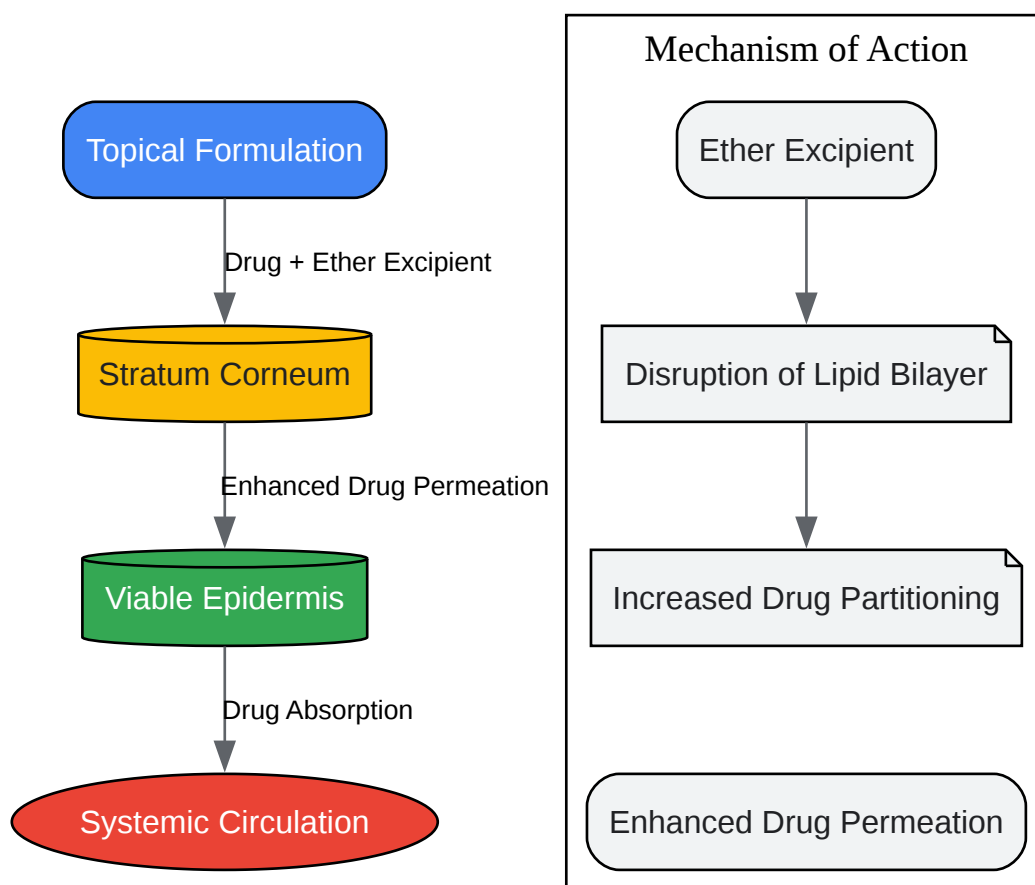 Topical Formulation
Drug + Ether Excipient
Stratum Corneum
Enhanced Drug Permeation
Viable Epidermis
Drug Absorption
Systemic Circulation
Mechanism of Action
Ether Excipient
Disruption of Lipid Bilayer
Increased Drug Partitioning
Enhanced Drug Permeation